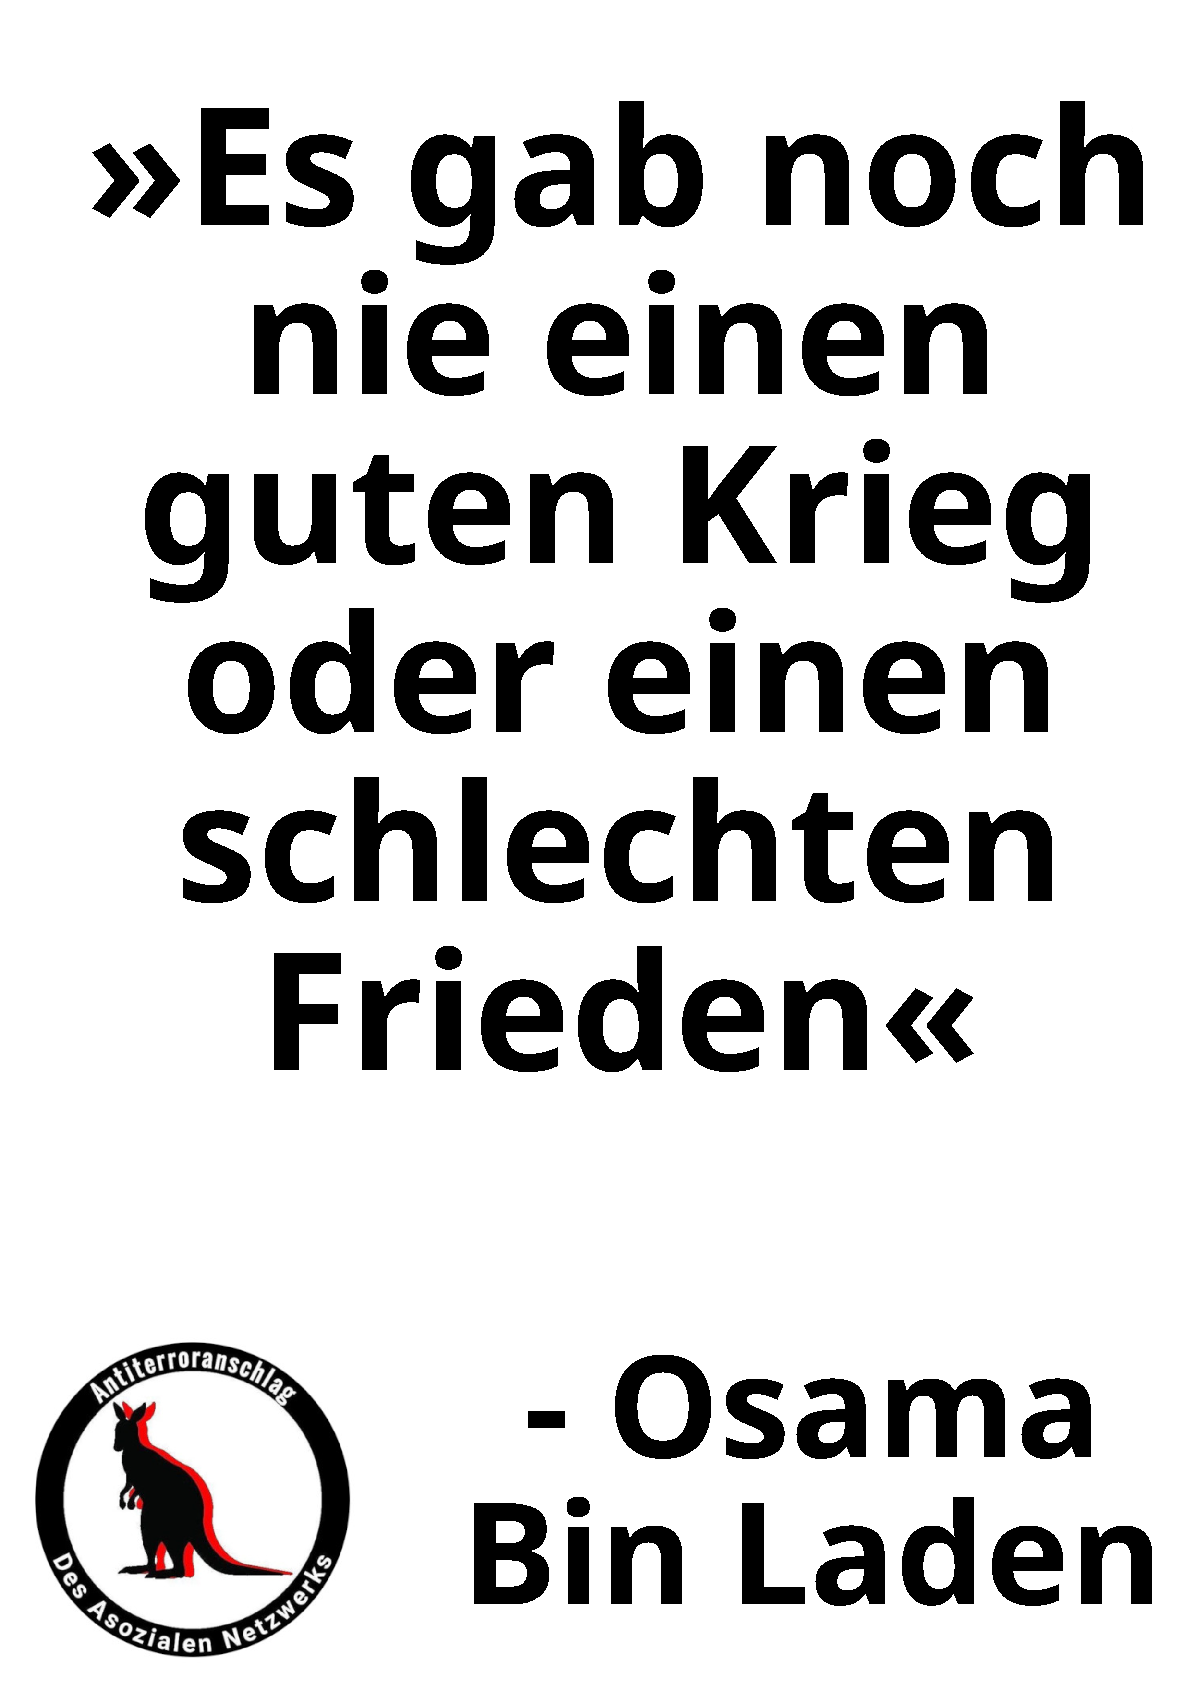 »Es gab noch
nie einen
guten Krieg
oder einen
schlechten
Frieden«
Antiterroranschlag
Des Asozialen Netzwerks
- Osama
Bin Laden